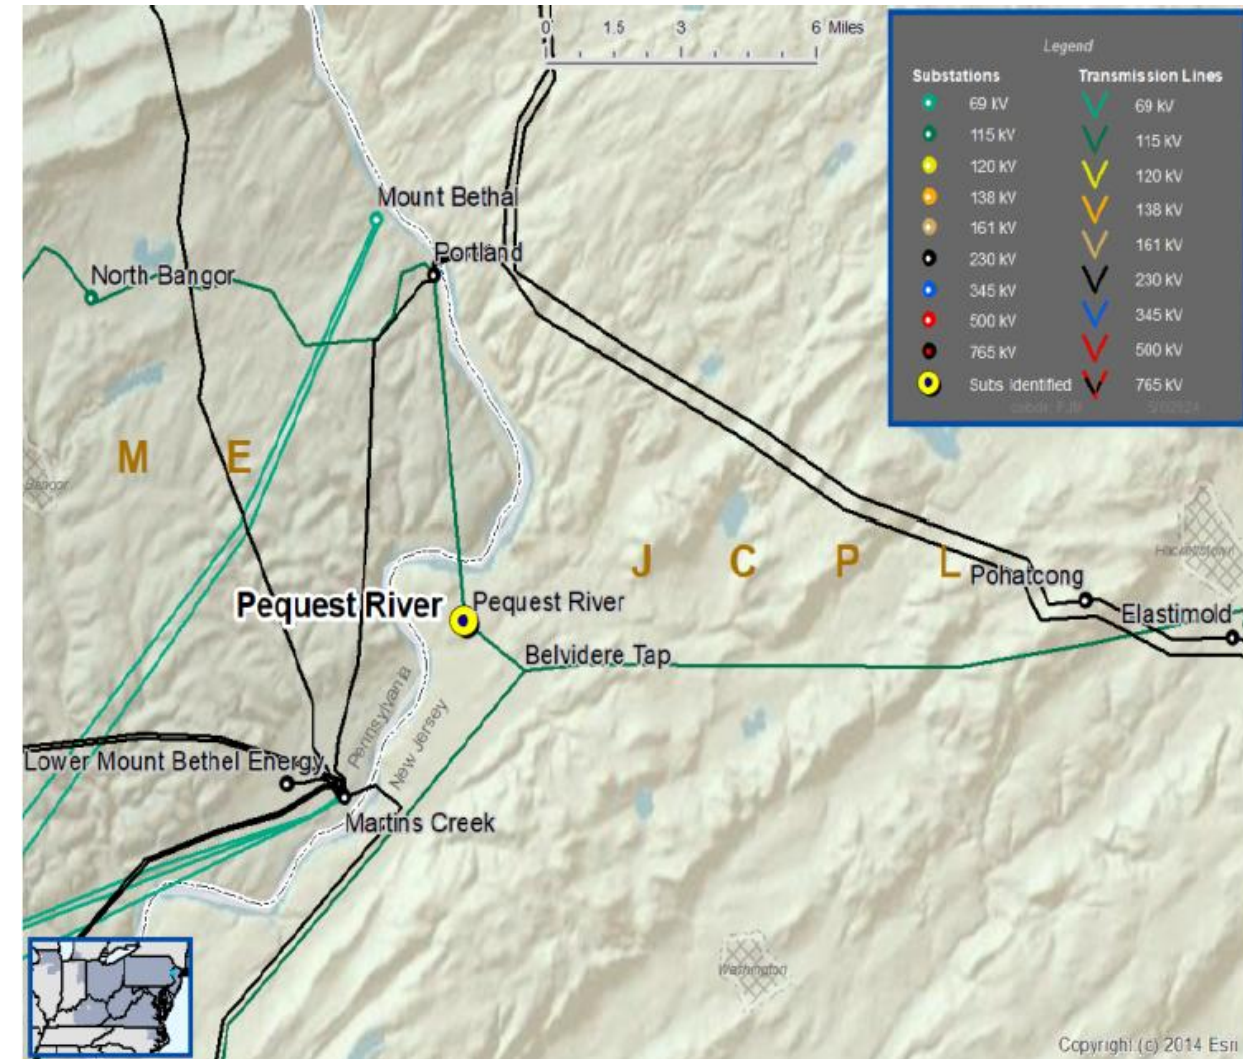 0 1.5 3 6 Miles
Legend
Substations
69 kV
115 kV
120 kV
138 kV
161 kV
230 kV
345 kV
500 kV
765 kV
Subs Identified
Transmission Lines
69 kV
115 kV
120 kV
138 kV
161 kV
230 kV
345 kV
500 kV
765 kV
Mount Bethal
Portland
North Bangor
M E
Bangor
J C P L
Hackettstown
Pohatcong
Elastimold
Pequest River
Pequest River
Belvidere Tap
Pennsylvania
New Jersey
Lower Mount Bethel Energy
Martins Creek
Washington
Copyright (c) 2014 Esri